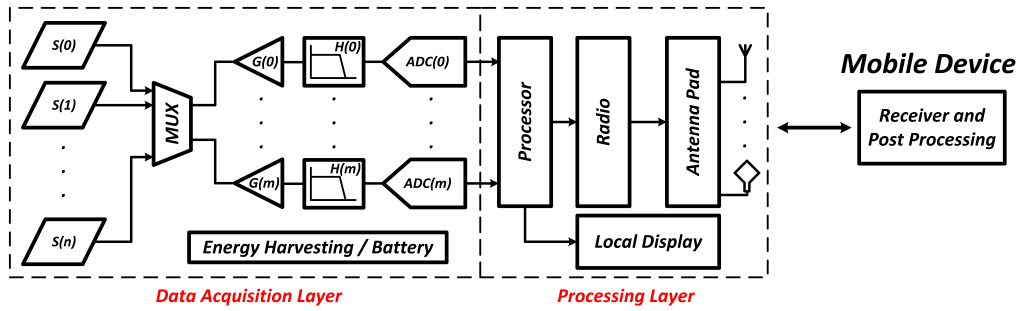 S(0)
S(1)
S(n)
MUX
G(0)
H(0)
ADC(0)
G(m)
H(m)
ADC(m)
Energy Harvesting / Battery
Data Acquisition Layer
Processor
Radio
Antenna Pad
Local Display
Processing Layer
Mobile Device
Receiver and
Post Processing